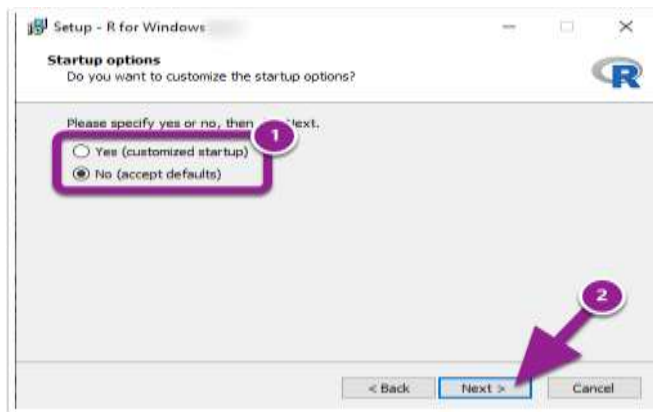 Setup - R for Windows
Startup options
Do you want to customize the startup options?
R
Please specify yes or no, then Next.
1
Yes (customized startup)
No (accept defaults)
2
< Back Next > Cancel